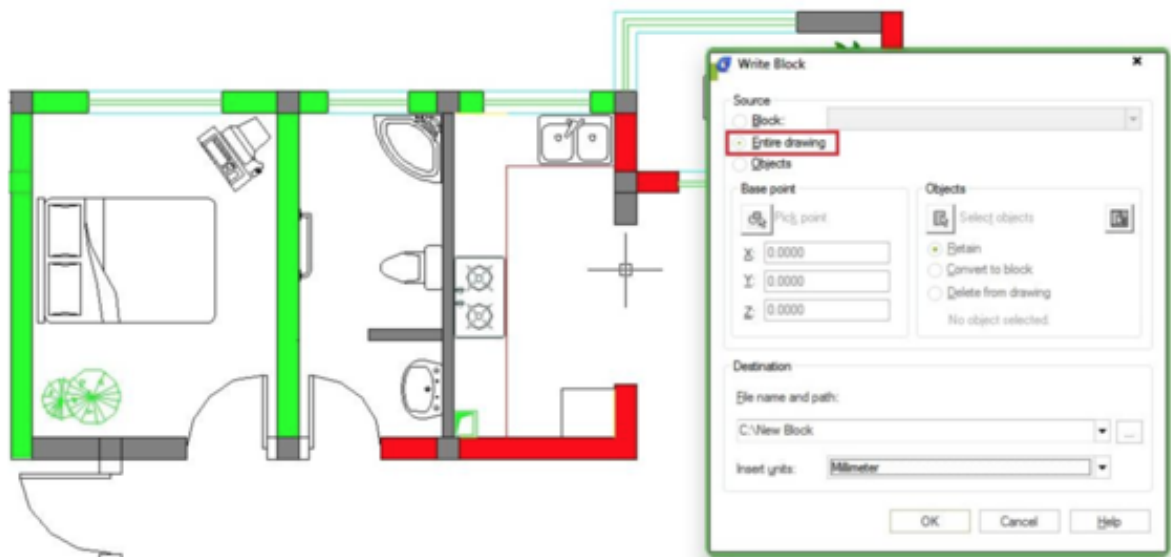 Write Block
Source
Block:
Entire drawing
Objects
Base point
Pick point
X: 0.0000
Y: 0.0000
Z: 0.0000
Objects
Select objects
Retain
Convert to block
Delete from drawing
No object selected.
Destination
File name and path:
C:\New Block
...
Insert units: Millimeter
OK Cancel Help